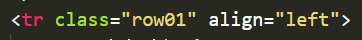 <tr class="row01" align="left">